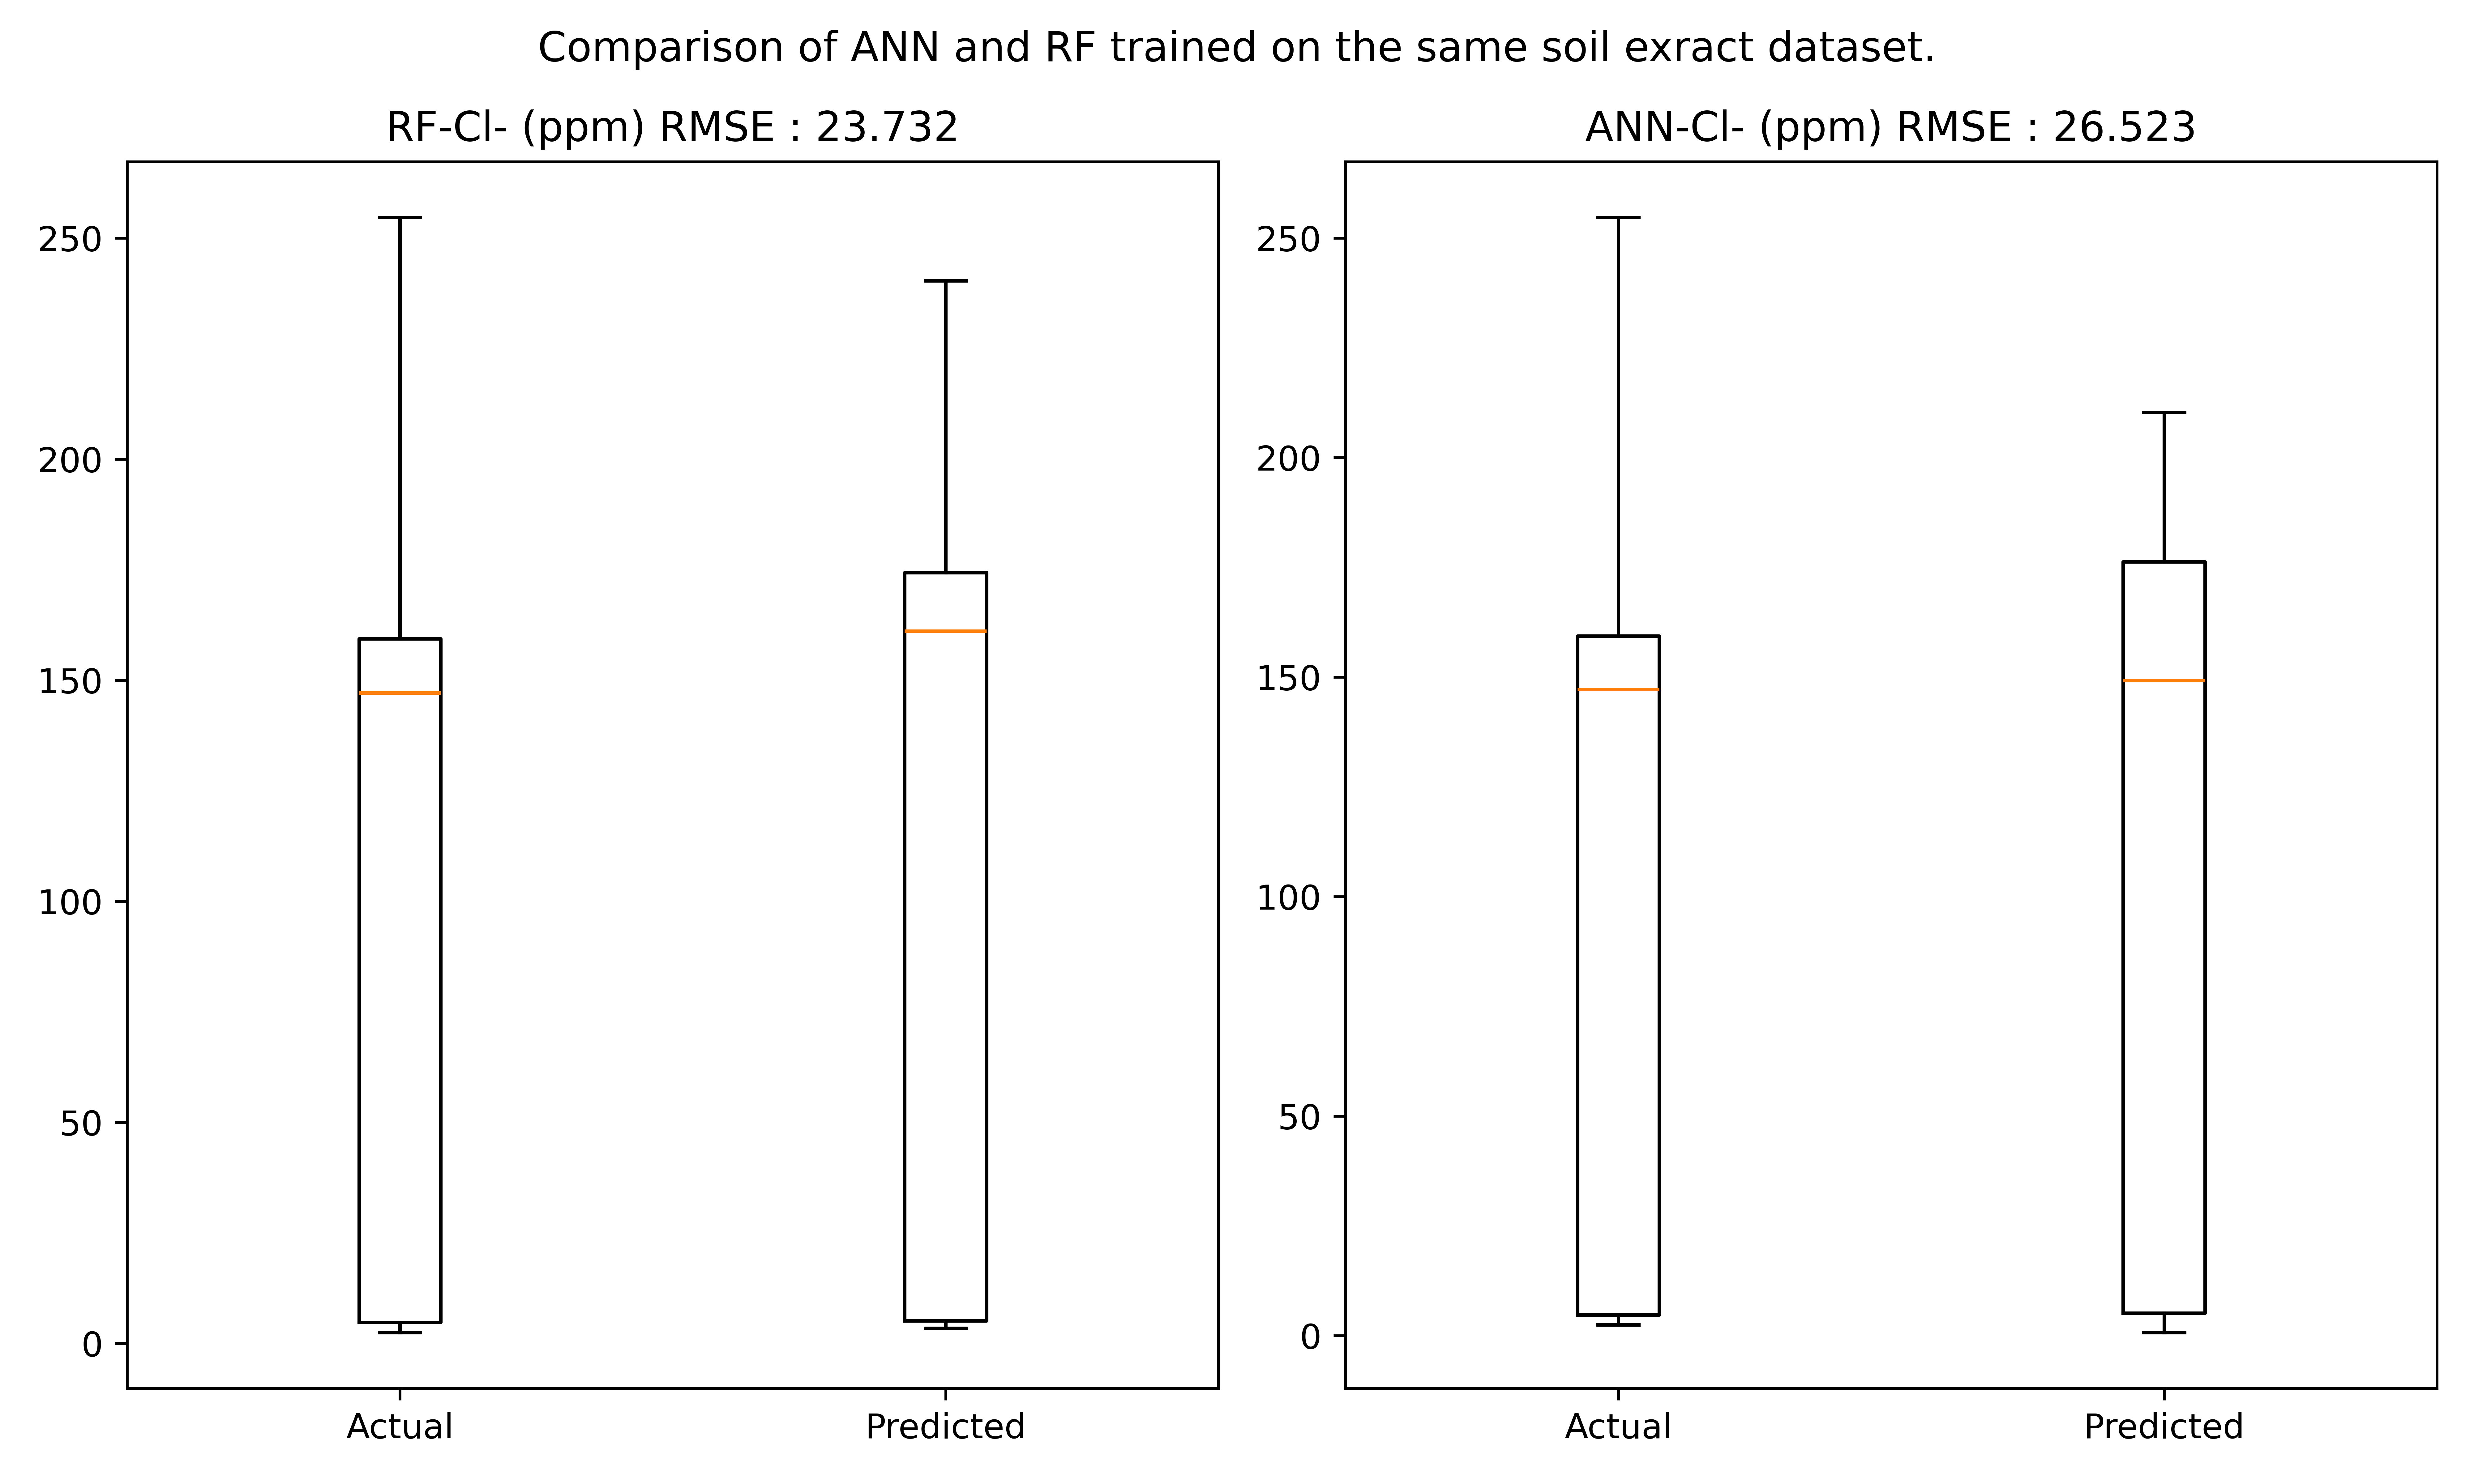 Comparison of ANN and RF trained on the same soil exract dataset.
RF-Cl- (ppm) RMSE : 23.732
250
200
150
100
50
0
Actual Predicted
ANN-Cl- (ppm) RMSE : 26.523
250
200
150
100
50
0
Actual Predicted